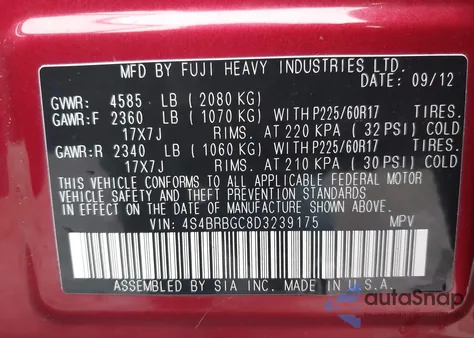 MFD BY FUJI HEAVY INDUSTRIES LTD.
DATE: 09/12
GVWR: 4585 LB (2080 KG)
GAWR:F 2360 LB (1070 KG) WITH P225/60R17 TIRES.
17X7J RIMS. AT 220 KPA (32 PSI) COLD
GAWR:R 2340 LB (1060 KG) WITH P225/60R17 TIRES.
17X7J RIMS. AT 210 KPA (30 PSI) COLD
THIS VEHICLE CONFORMS TO ALL APPLICABLE FEDERAL MOTOR
VEHICLE SAFETY AND THEFT PREVENTION STANDARDS
IN EFFECT ON THE DATE OF MANUFACTURE SHOWN ABOVE.
VIN: 4S4BRBGC8D3239175 MPV
ASSEMBLED BY SIA INC. MADE IN U.S.A.
autoSnap